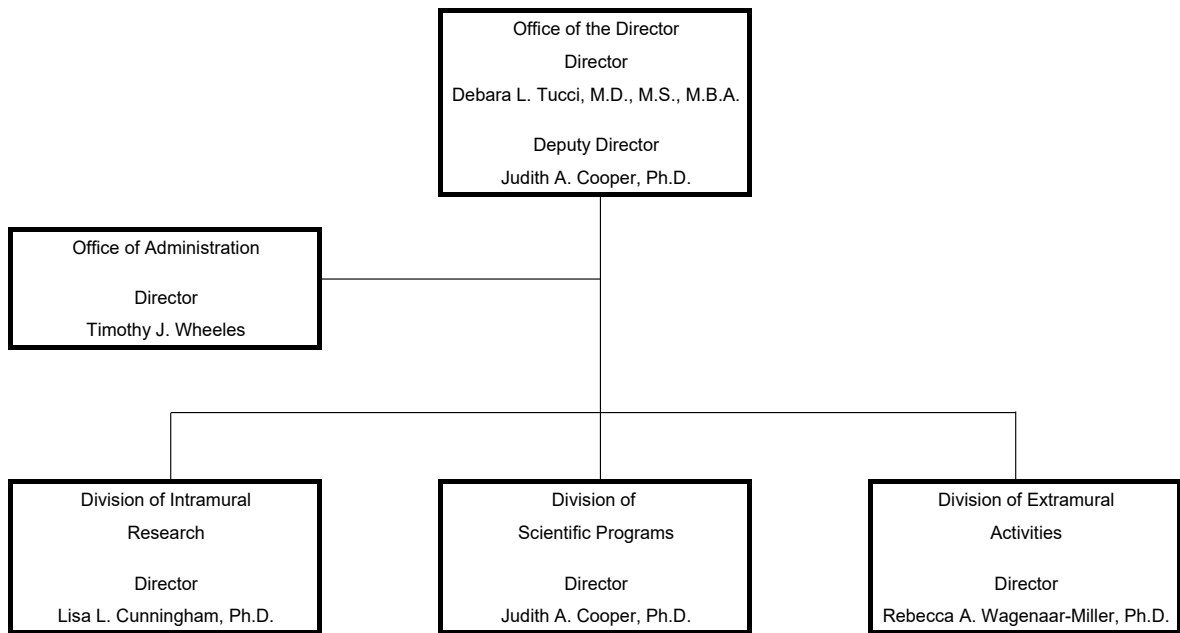 Office of the Director
Director
Debara L. Tucci, M.D., M.S., M.B.A.
Deputy Director
Judith A. Cooper, Ph.D.
Office of Administration
Director
Timothy J. Wheeles
Division of Intramural
Research
Director
Lisa L. Cunningham, Ph.D.
Division of
Scientific Programs
Director
Judith A. Cooper, Ph.D.
Division of Extramural
Activities
Director
Rebecca A. Wagenaar-Miller, Ph.D.